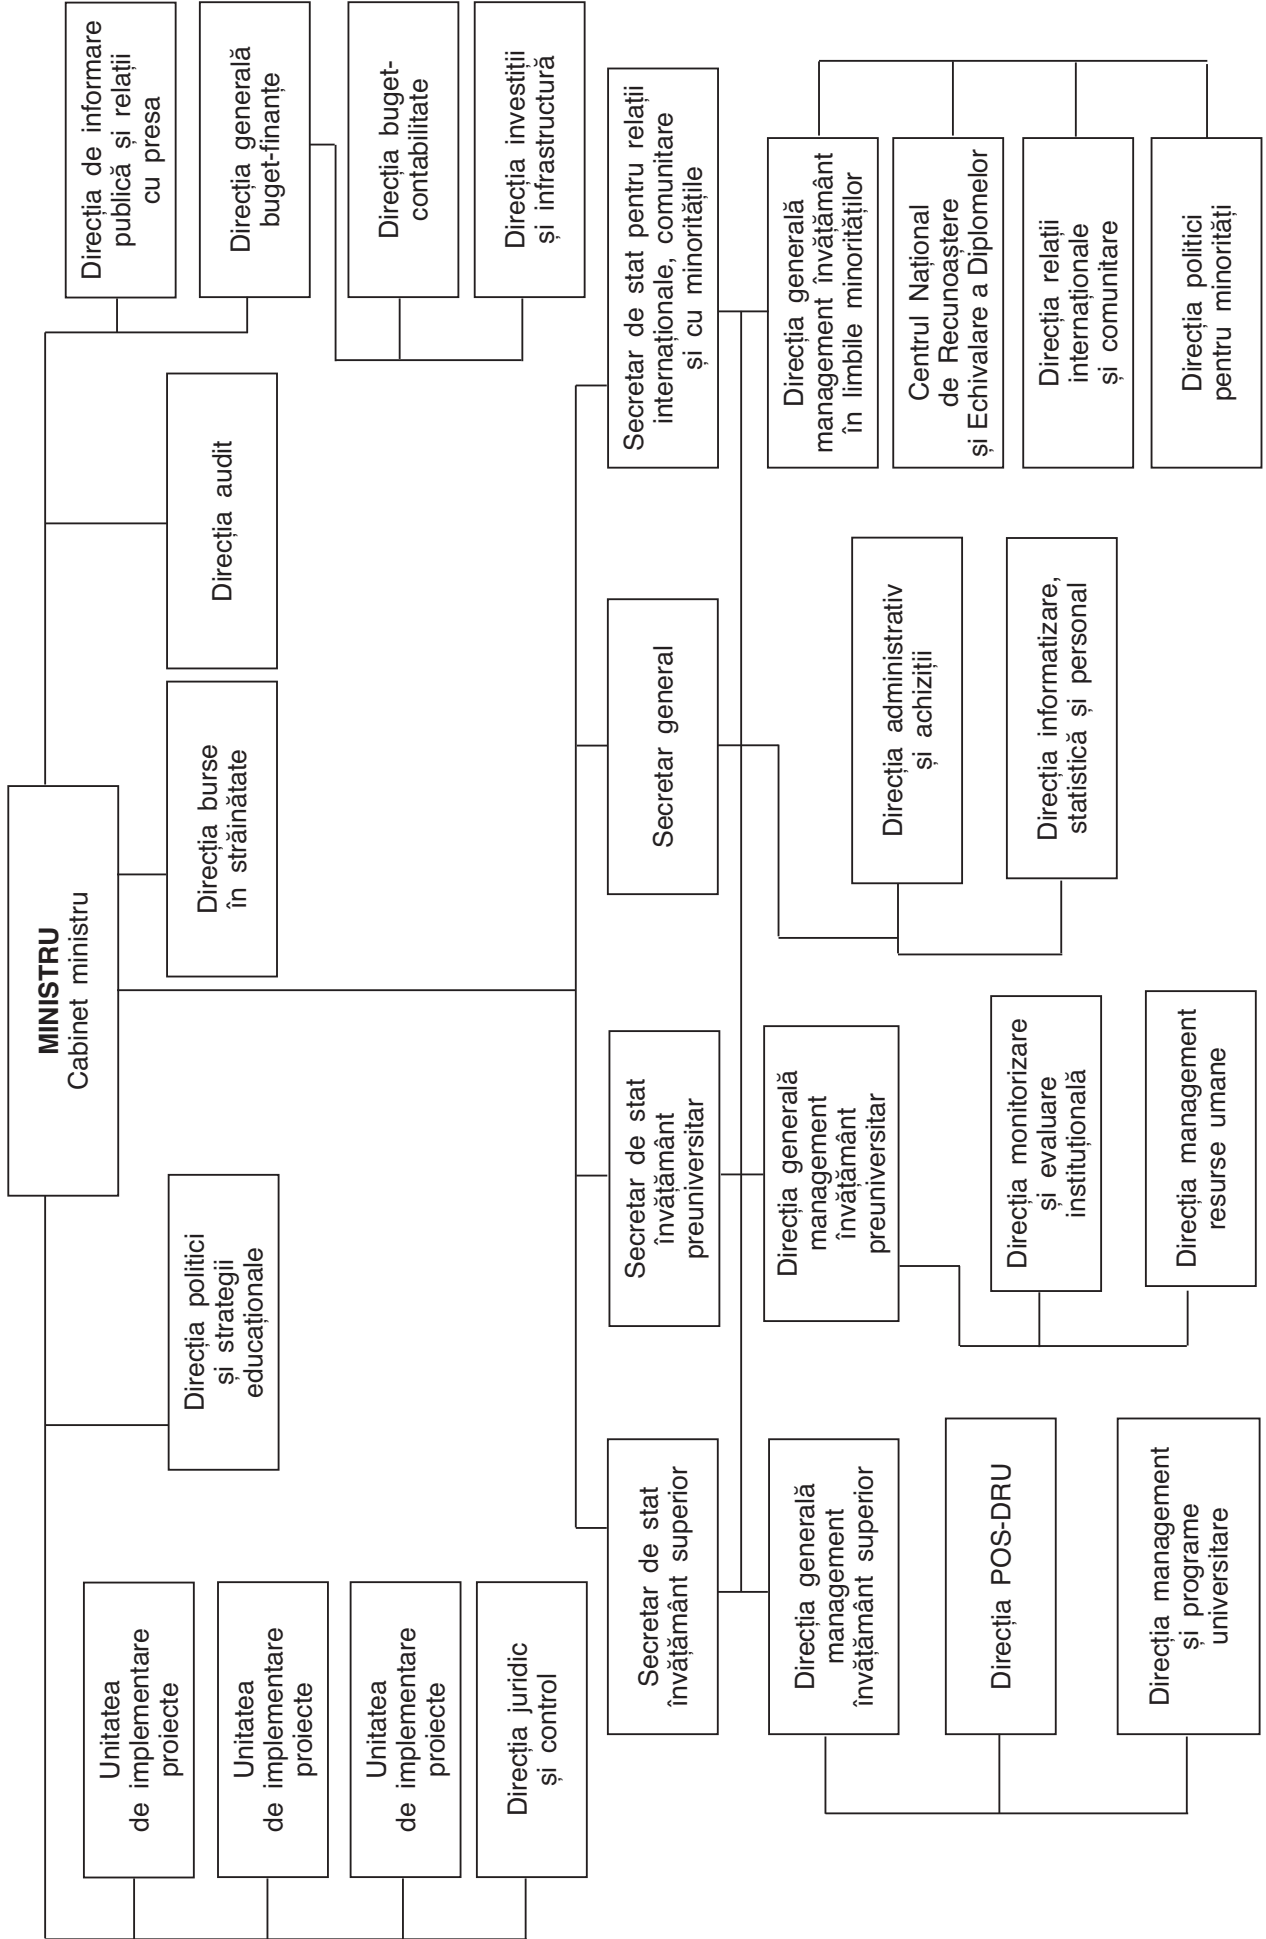 MINISTRU
Cabinet ministru
Unitatea
de implementare
proiecte
Unitatea
de implementare
proiecte
Unitatea
de implementare
proiecte
Direcția juridic
și control
Direcția politici
și strategii
educaționale
Direcția burse
în străinătate
Direcția audit
Direcția de informare
publică și relații
cu presa
Direcția generală
buget-finanțe
Direcția buget-
contabilitate
Direcția investiții
și infrastructură
Secretar de stat
învățământ superior
Secretar de stat
învățământ
preuniversitar
Secretar general
Secretar de stat pentru relații
internaționale, comunitare
și cu minoritățile
Direcția generală
management
învățământ superior
Direcția POS-DRU
Direcția management
și programe
universitare
Direcția generală
management
învățământ
preuniversitar
Direcția monitorizare
și evaluare
instituțională
Direcția management
resurse umane
Direcția administrativ
și achiziții
Direcția informatizare,
statistică și personal
Direcția generală
management învățământ
în limbile minorităților
Centrul Național
de Recunoaștere
și Echivalare a Diplomelor
Direcția relații
internaționale
și comunitare
Direcția politici
pentru minorități